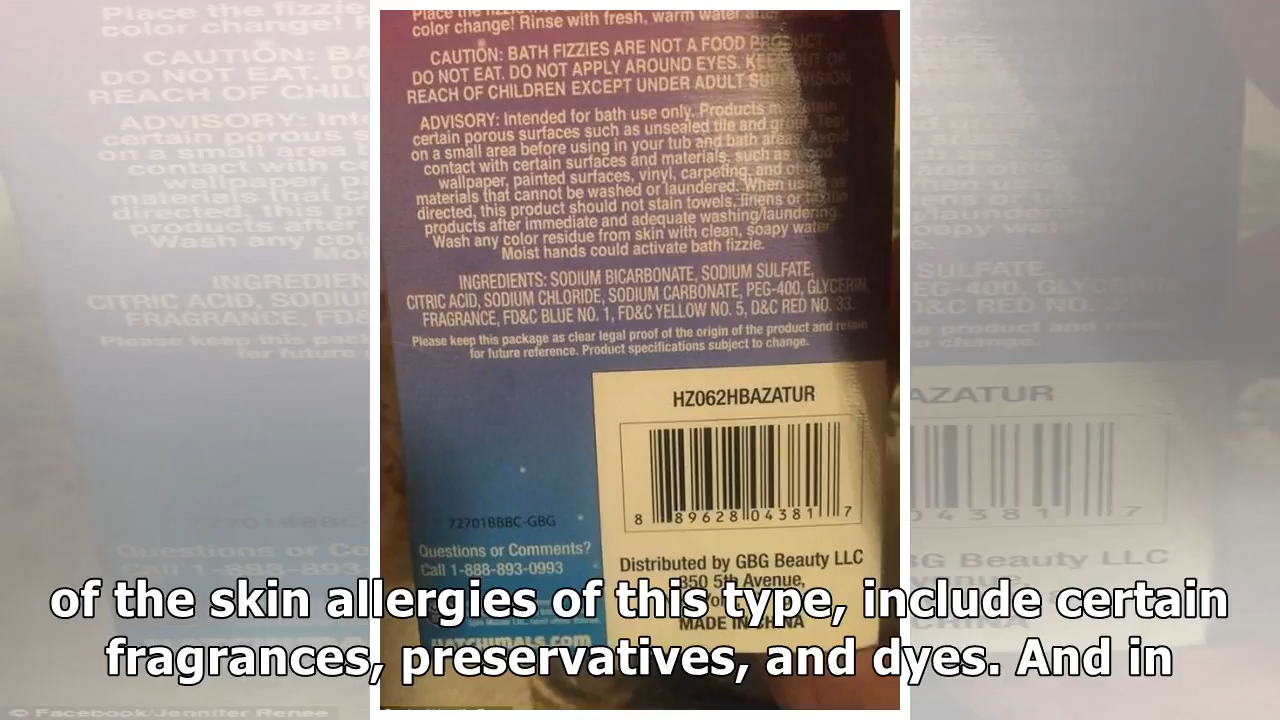 color change! Rinse with fresh, warm water after
CAUTION: BATH FIZZIES ARE NOT A FOOD PRODUCT.
DO NOT EAT. DO NOT APPLY AROUND EYES. KEEP OUT OF
REACH OF CHILDREN EXCEPT UNDER ADULT SUPERVISION.
ADVISORY: Intended for bath use only. Products may stain
certain porous surfaces such as unsealed tile and grout. Test
on a small area before using in your tub and bath area. Avoid
contact with certain surfaces and materials, such as wood,
wallpaper, painted surfaces, vinyl, carpeting, and other
materials that cannot be washed or laundered. When using as
directed, this product should not stain towels, linens or textile
products after immediate and adequate washing/laundering.
Wash any color residue from skin with clean, soapy water.
Moist hands could activate bath fizzie.
INGREDIENTS: SODIUM BICARBONATE, SODIUM SULFATE,
CITRIC ACID, SODIUM CHLORIDE, SODIUM CARBONATE, PEG-400, GLYCERIN,
FRAGRANCE, FD&C BLUE NO. 1, FD&C YELLOW NO. 5, D&C RED NO. 33.
Please keep this package as clear legal proof of the origin of the product and retain
for future reference. Product specifications subject to change.
HZ062HBAZATUR
8 89628 04381 7
72701BBBC-GBG
Questions or Comments?
Call 1-888-893-0993
Distributed by GBG Beauty LLC
350 5th Avenue,
MADE IN CHINA
HATCHIMALS.com
of the skin allergies of this type, include certain
fragrances, preservatives, and dyes. And in
© Facebook/Jennifer Renee